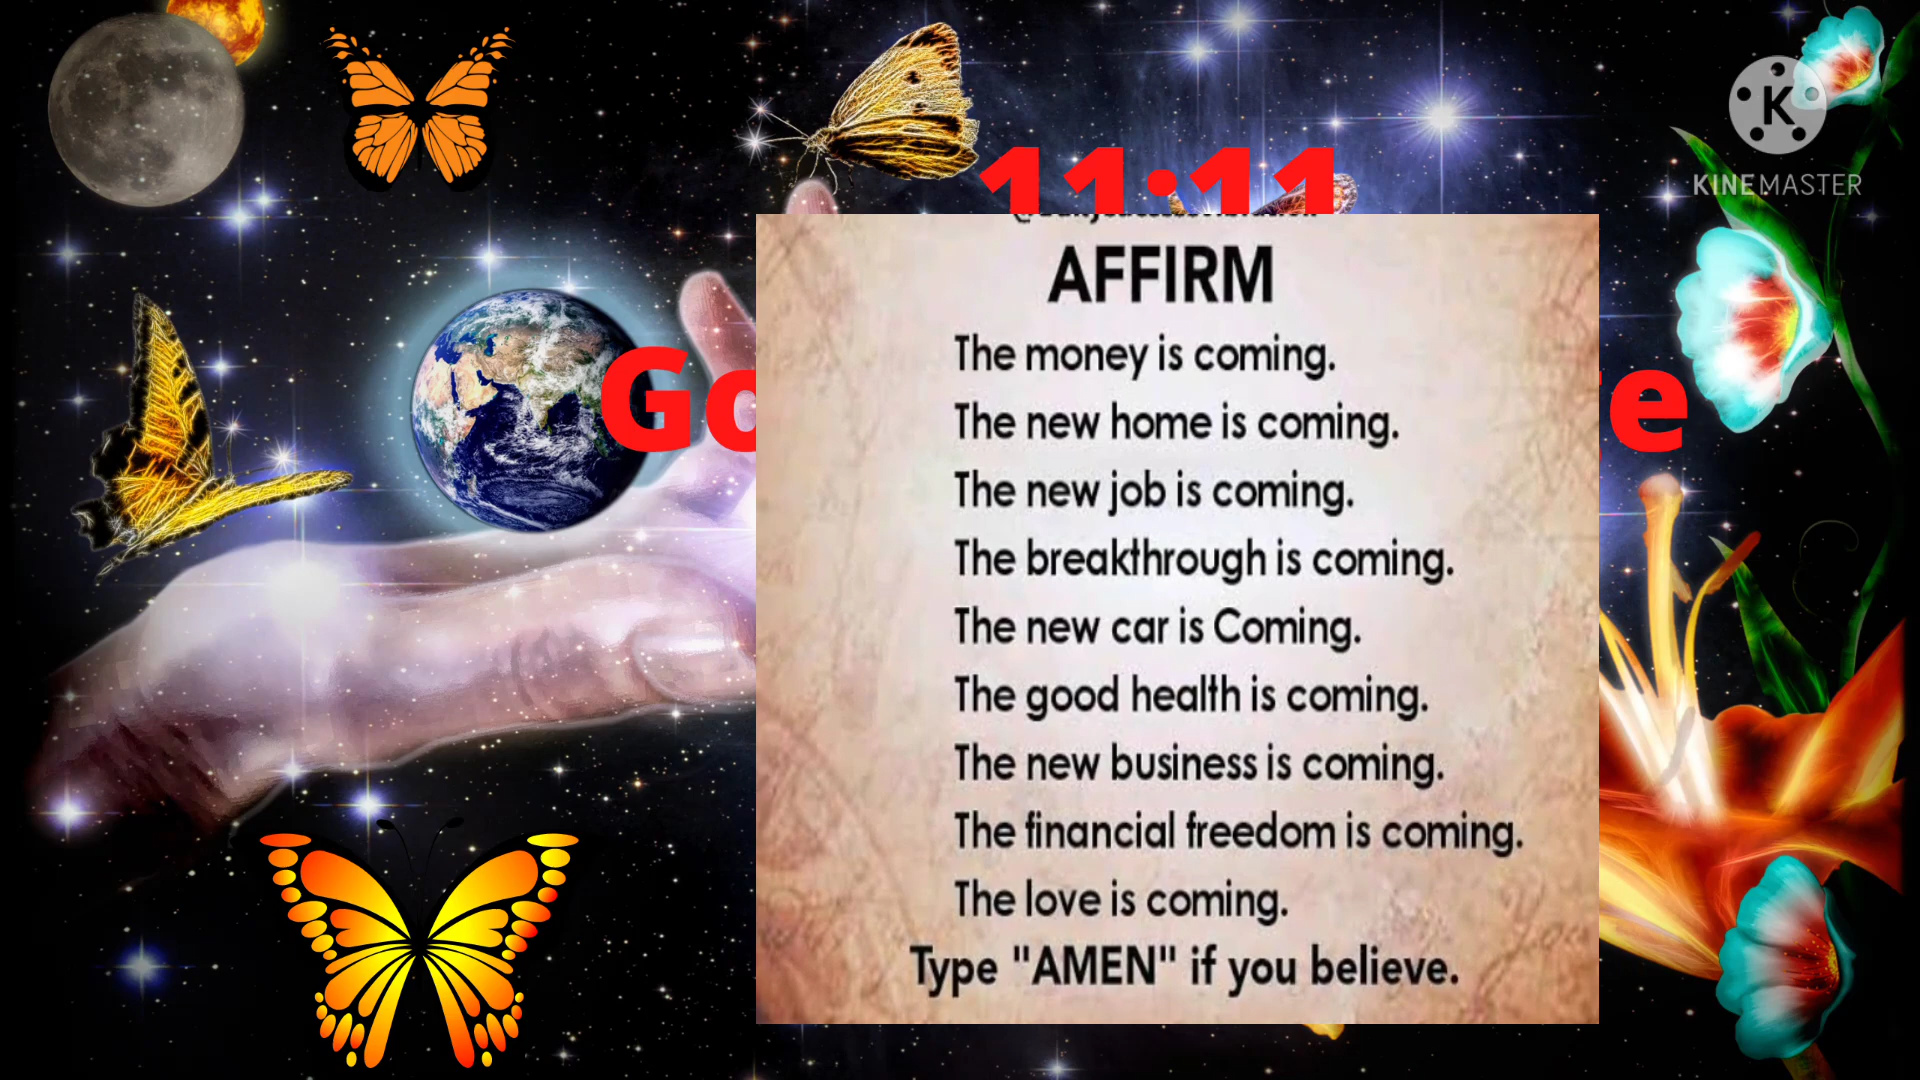 11:11
KINEMASTER
AFFIRM
The money is coming.
The new home is coming.
The new job is coming.
The breakthrough is coming.
The new car is Coming.
The good health is coming.
The new business is coming.
The financial freedom is coming.
The love is coming.
Type "AMEN" if you believe.